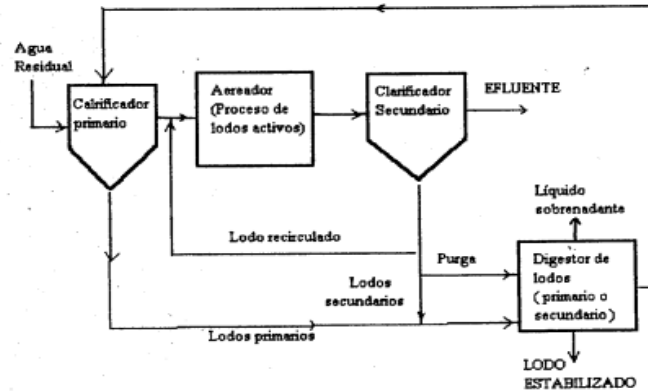 Agua
Residual
Calrificador
primario
Aereador
(Proceso de
lodos activos)
Clarificador
Secundario
EFLUENTE
Lodo recirculado
Purga
Lodos
secundarios
Lodos primarios
Líquido
sobrenadante
Digestor de
lodos
( primario o
secundario )
LODO
ESTABILIZADO